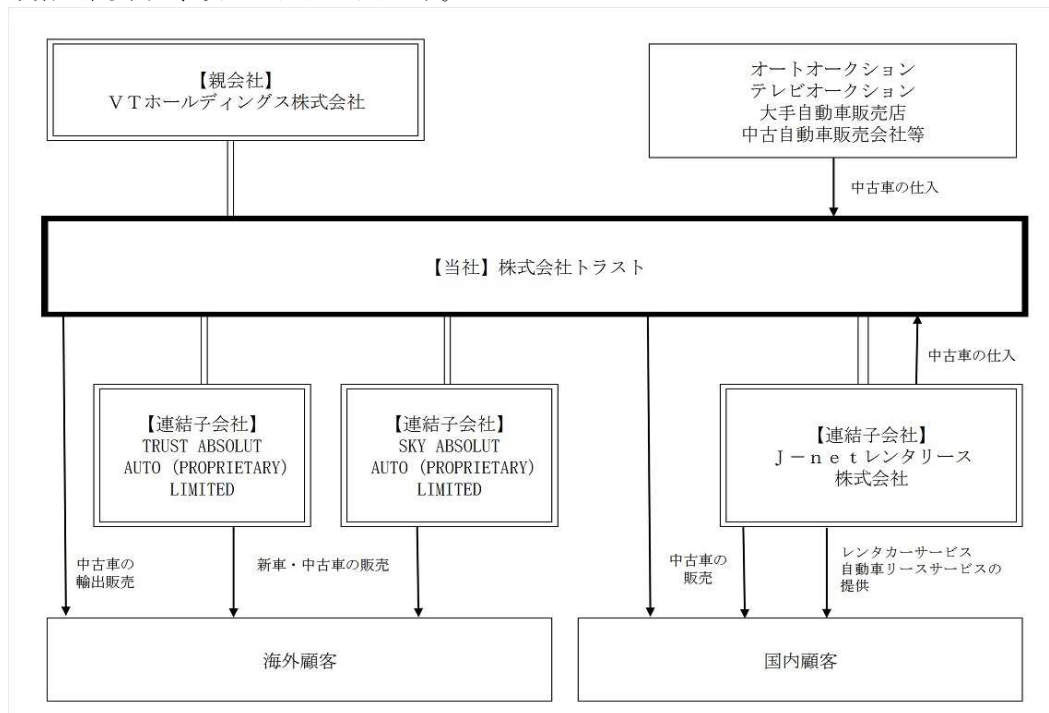 【親会社】
VTホールディングス株式会社
オートオークション
テレビオークション
大手自動車販売店
中古自動車販売会社等
中古車の仕入
【当社】株式会社トラスト
中古車の仕入
【連結子会社】
TRUST ABSOLUT
AUTO (PROPRIETARY)
LIMITED
【連結子会社】
SKY ABSOLUT
AUTO (PROPRIETARY)
LIMITED
【連結子会社】
J-netレンタリース
株式会社
中古車の
輸出販売
新車・中古車の販売
中古車の
販売
レンタカーサービス
自動車リースサービスの
提供
海外顧客
国内顧客